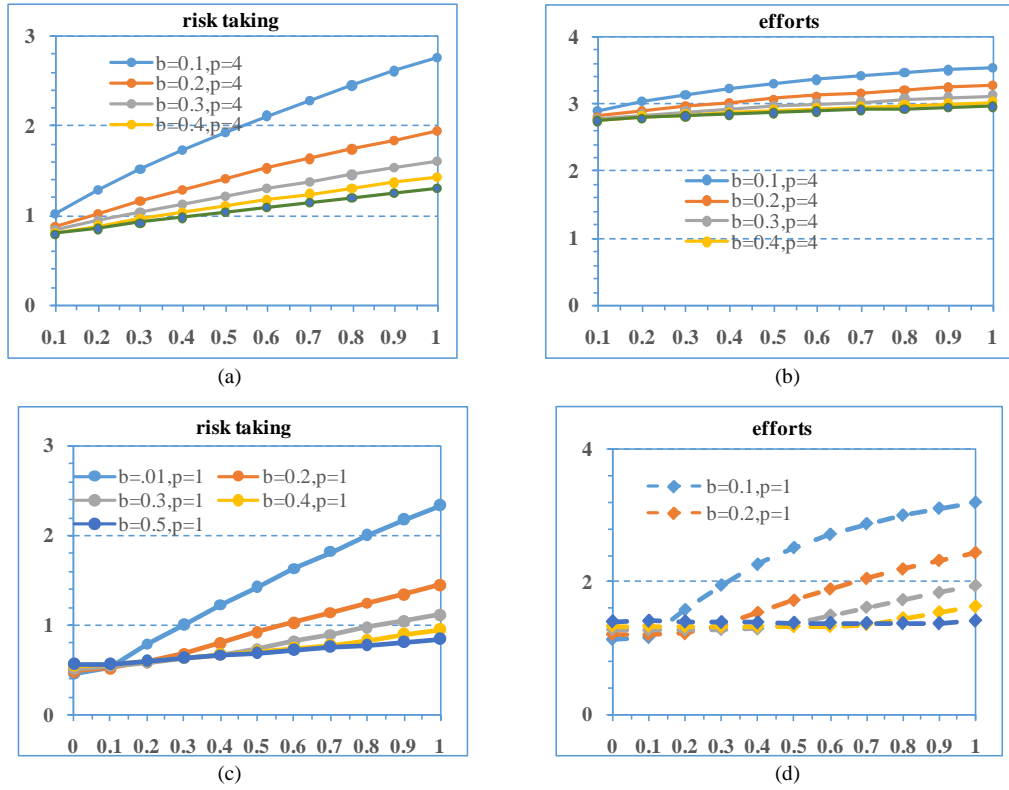 risk taking
3
2
1
0
b=0.1,p=4
b=0.2,p=4
b=0.3,p=4
b=0.4,p=4
0.1 0.2 0.3 0.4 0.5 0.6 0.7 0.8 0.9 1
(a)
efforts
4
3
2
1
0
b=0.1,p=4
b=0.2,p=4
b=0.3,p=4
b=0.4,p=4
0.1 0.2 0.3 0.4 0.5 0.6 0.7 0.8 0.9 1
(b)
risk taking
3
2
1
0
b=.01,p=1 b=0.2,p=1
b=0.3,p=1 b=0.4,p=1
b=0.5,p=1
0 0.1 0.2 0.3 0.4 0.5 0.6 0.7 0.8 0.9 1
(c)
efforts
4
2
0
b=0.1,p=1
b=0.2,p=1
0 0.1 0.2 0.3 0.4 0.5 0.6 0.7 0.8 0.9 1
(d)